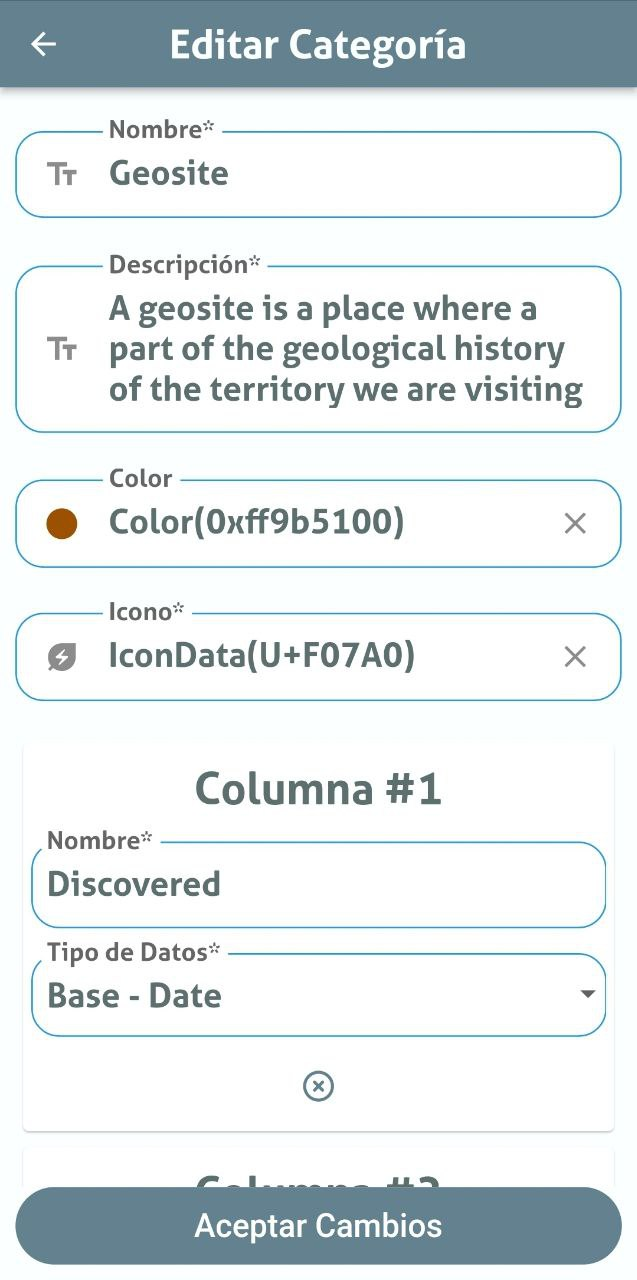 Editar Categoría
Nombre*
Geosite
Descripción*
A geosite is a place where a
part of the geological history
of the territory we are visiting
Color
Color(0xff9b5100)
Icono*
IconData(U+F07A0)
Columna #1
Nombre*
Discovered
Tipo de Datos*
Base - Date
Columna #2
Aceptar Cambios